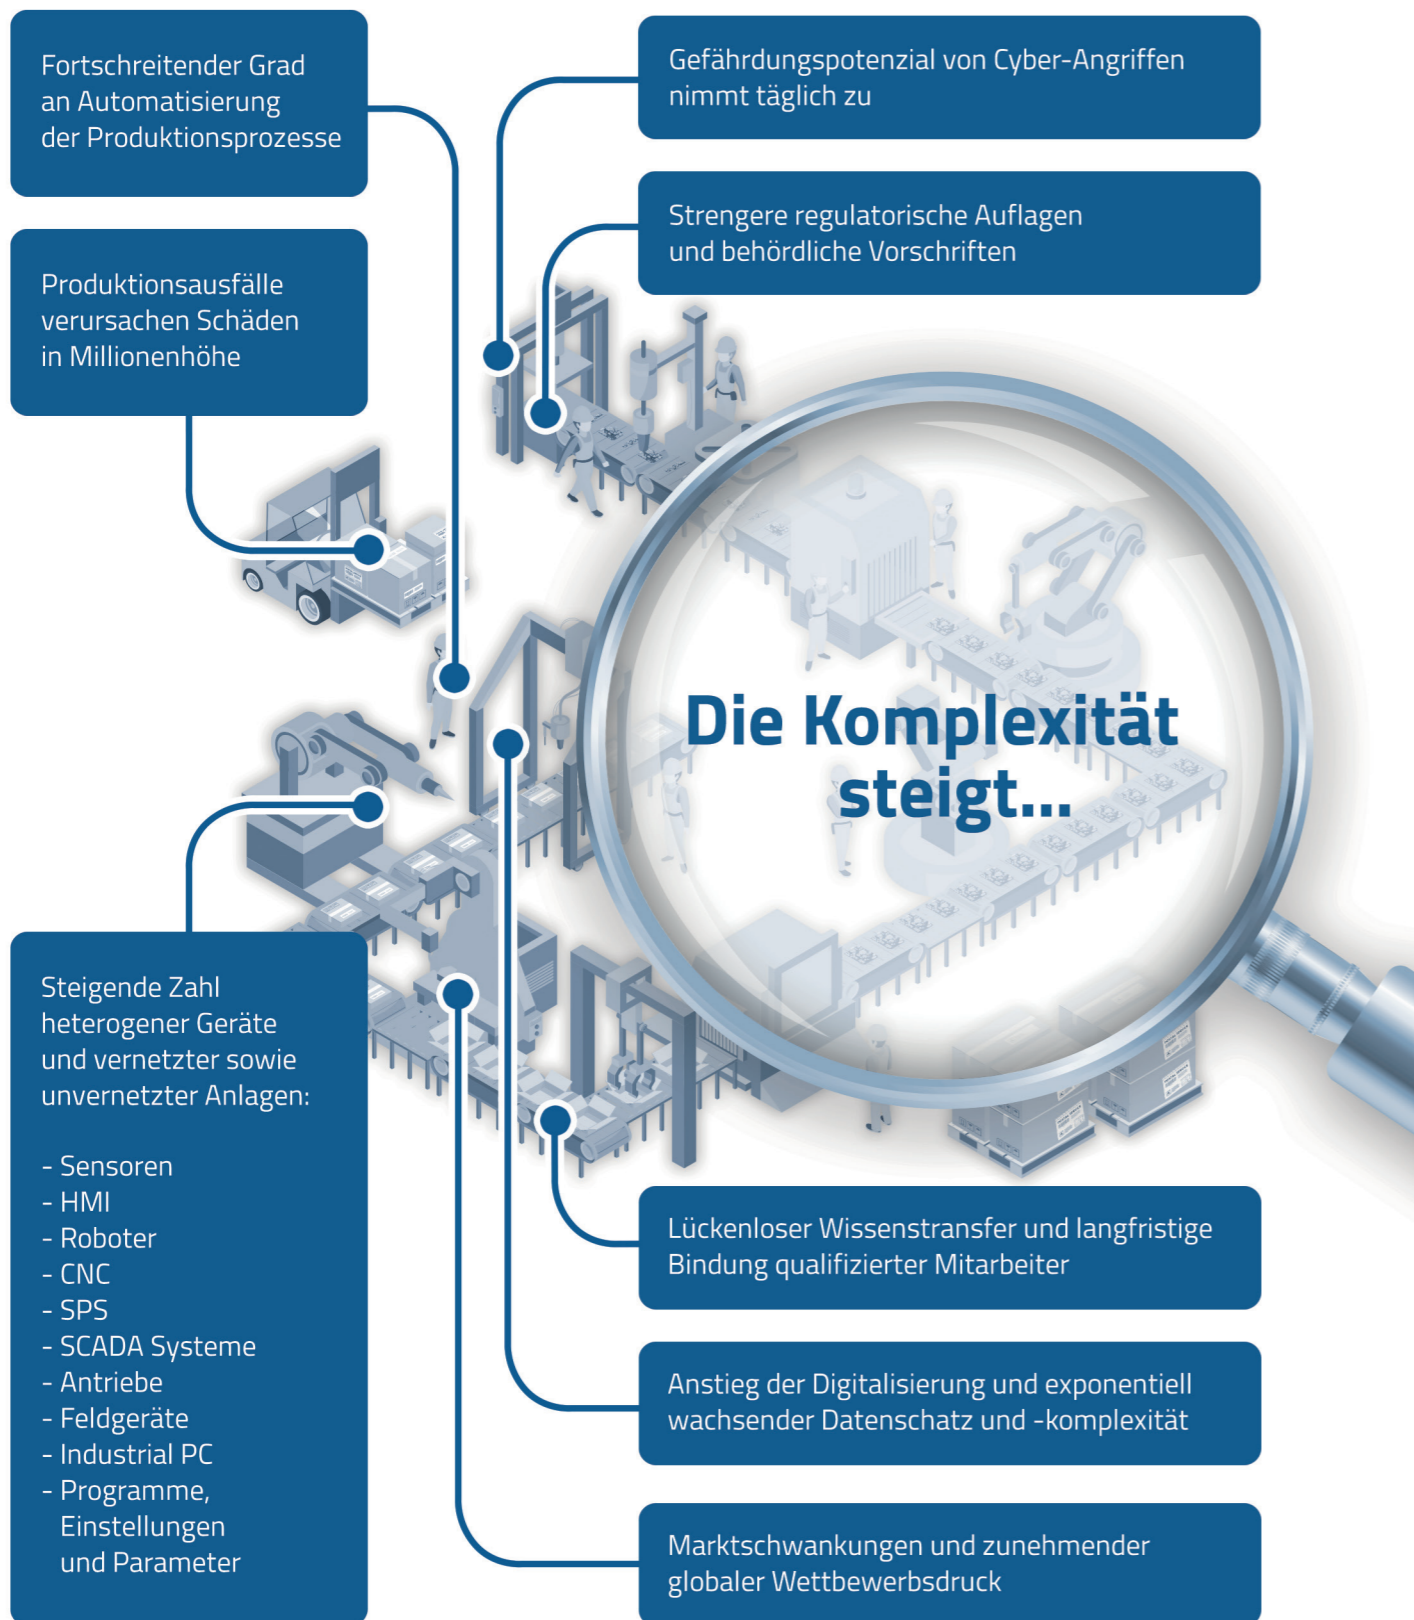 Fortschreitender Grad
an Automatisierung
der Produktionsprozesse
Produktionsausfälle
verursachen Schäden
in Millionenhöhe
Gefährdungspotenzial von Cyber-Angriffen
nimmt täglich zu
Strengere regulatorische Auflagen
und behördliche Vorschriften
Die Komplexität
steigt...
Steigende Zahl
heterogener Geräte
und vernetzter sowie
unvernetzter Anlagen:
- Sensoren
- HMI
- Roboter
- CNC
- SPS
- SCADA Systeme
- Antriebe
- Feldgeräte
- Industrial PC
- Programme,
Einstellungen
und Parameter
Lückenloser Wissenstransfer und langfristige
Bindung qualifizierter Mitarbeiter
Anstieg der Digitalisierung und exponentiell
wachsender Datenschatz und -komplexität
Marktschwankungen und zunehmender
globaler Wettbewerbsdruck